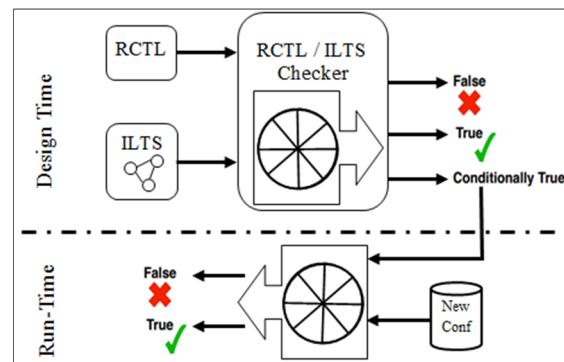 Design Time
RCTL
RCTL / ILTS
Checker
ILTS
False
True
Conditionally True
Run-Time
False
True
New
Conf